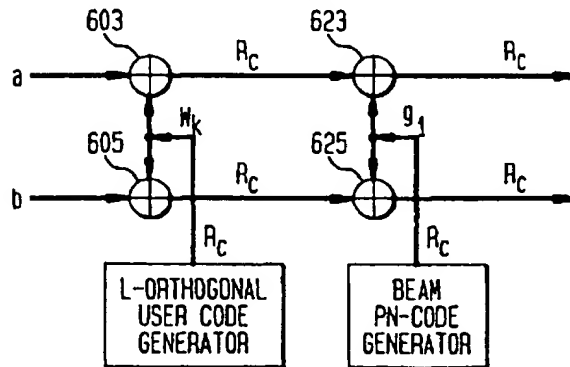 603 623
a R_C R_C
W_k g_1
605 625
b R_C R_C
R_C R_C
L-ORTHOGONAL
USER CODE
GENERATOR
BEAM
PN-CODE
GENERATOR